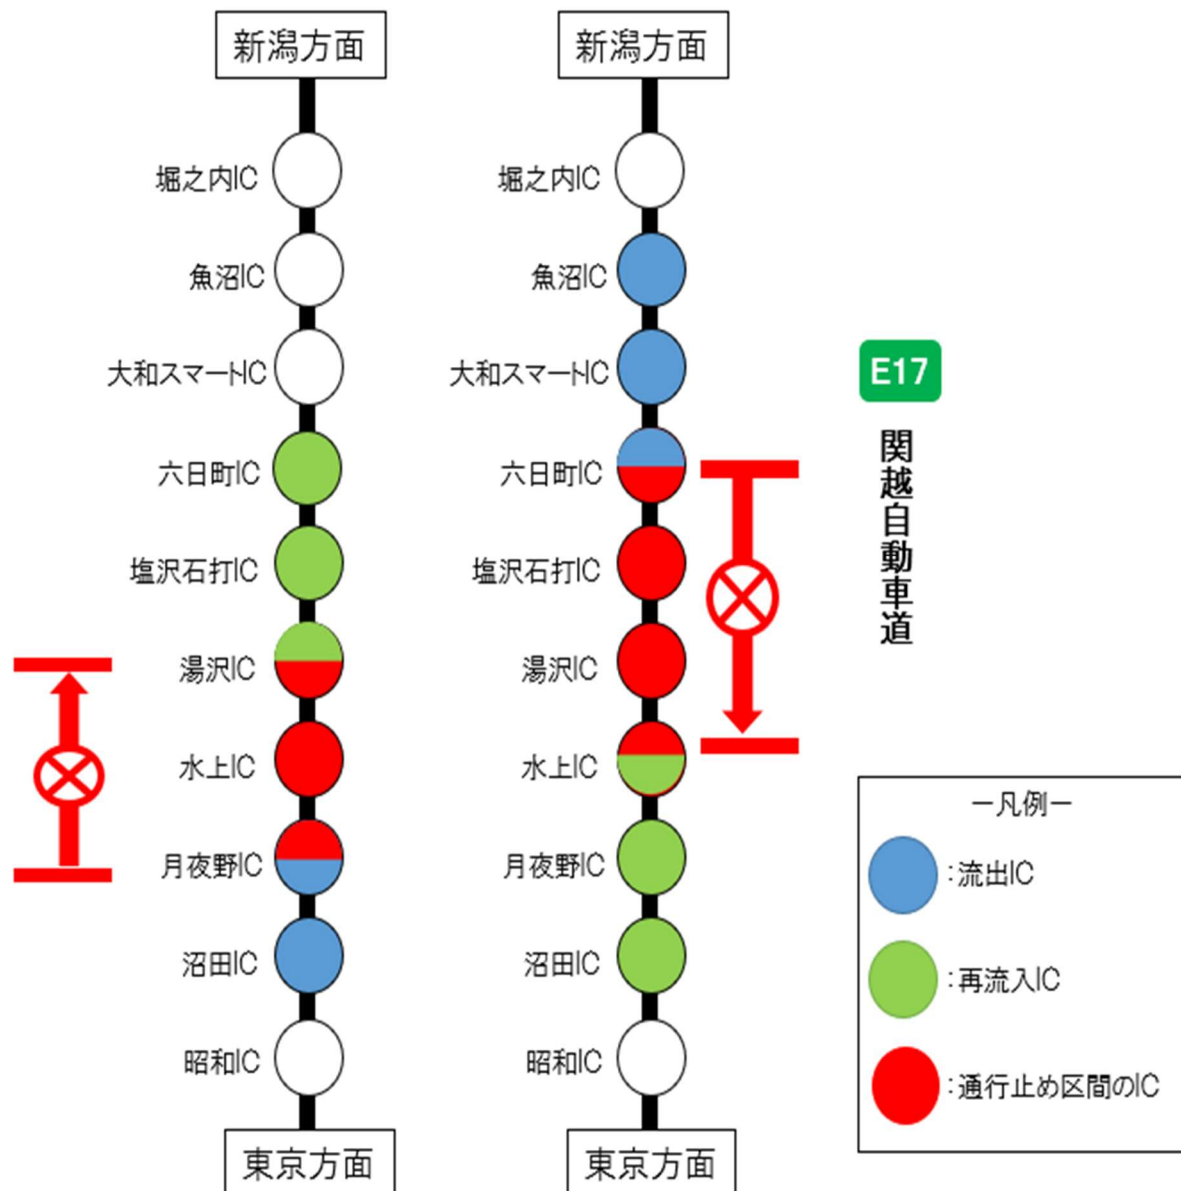 新潟方面
堀之内IC
魚沼IC
大和スマートIC
六日町IC
塩沢石打IC
湯沢IC
水上IC
月夜野IC
沼田IC
昭和IC
東京方面
新潟方面
堀之内IC
魚沼IC
大和スマートIC
六日町IC
塩沢石打IC
湯沢IC
水上IC
月夜野IC
沼田IC
昭和IC
東京方面
E17
関越自動車道
－凡例－
:流出IC
:再流入IC
:通行止め区間のIC